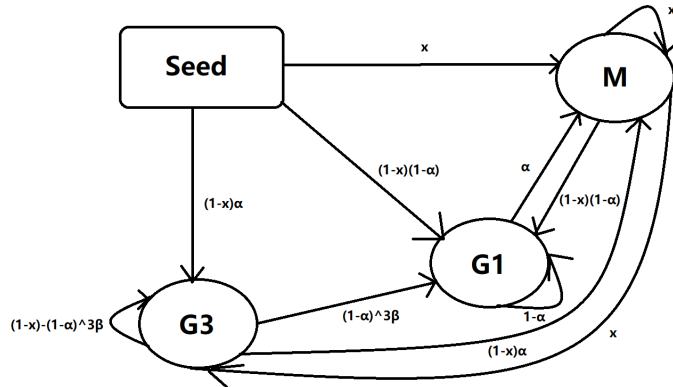 x
Seed
x
M
(1-x)(1-α)
α
(1-x)(1-α)
(1-x)α
G1
(1-x)-(1-α)^3β
G3
(1-α)^3β
1-α
(1-x)α
x